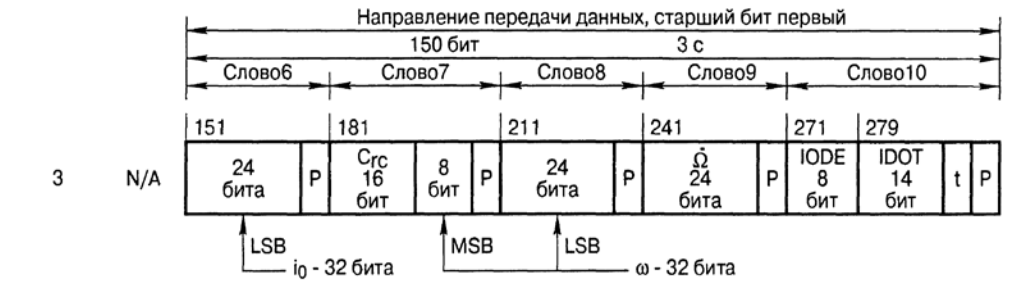 Направление передачи данных, старший бит первый
150 бит 3 с
Слово6 Слово7 Слово8 Слово9 Слово10
151 181 211 241 271 279
3 N/A 24 бита P Crc 16 бит 8 бит P 24 бита P Ω̇ 24 бита P IODE 8 бит IDOT 14 бит t P
LSB MSB LSB
i0 - 32 бита ω - 32 бита